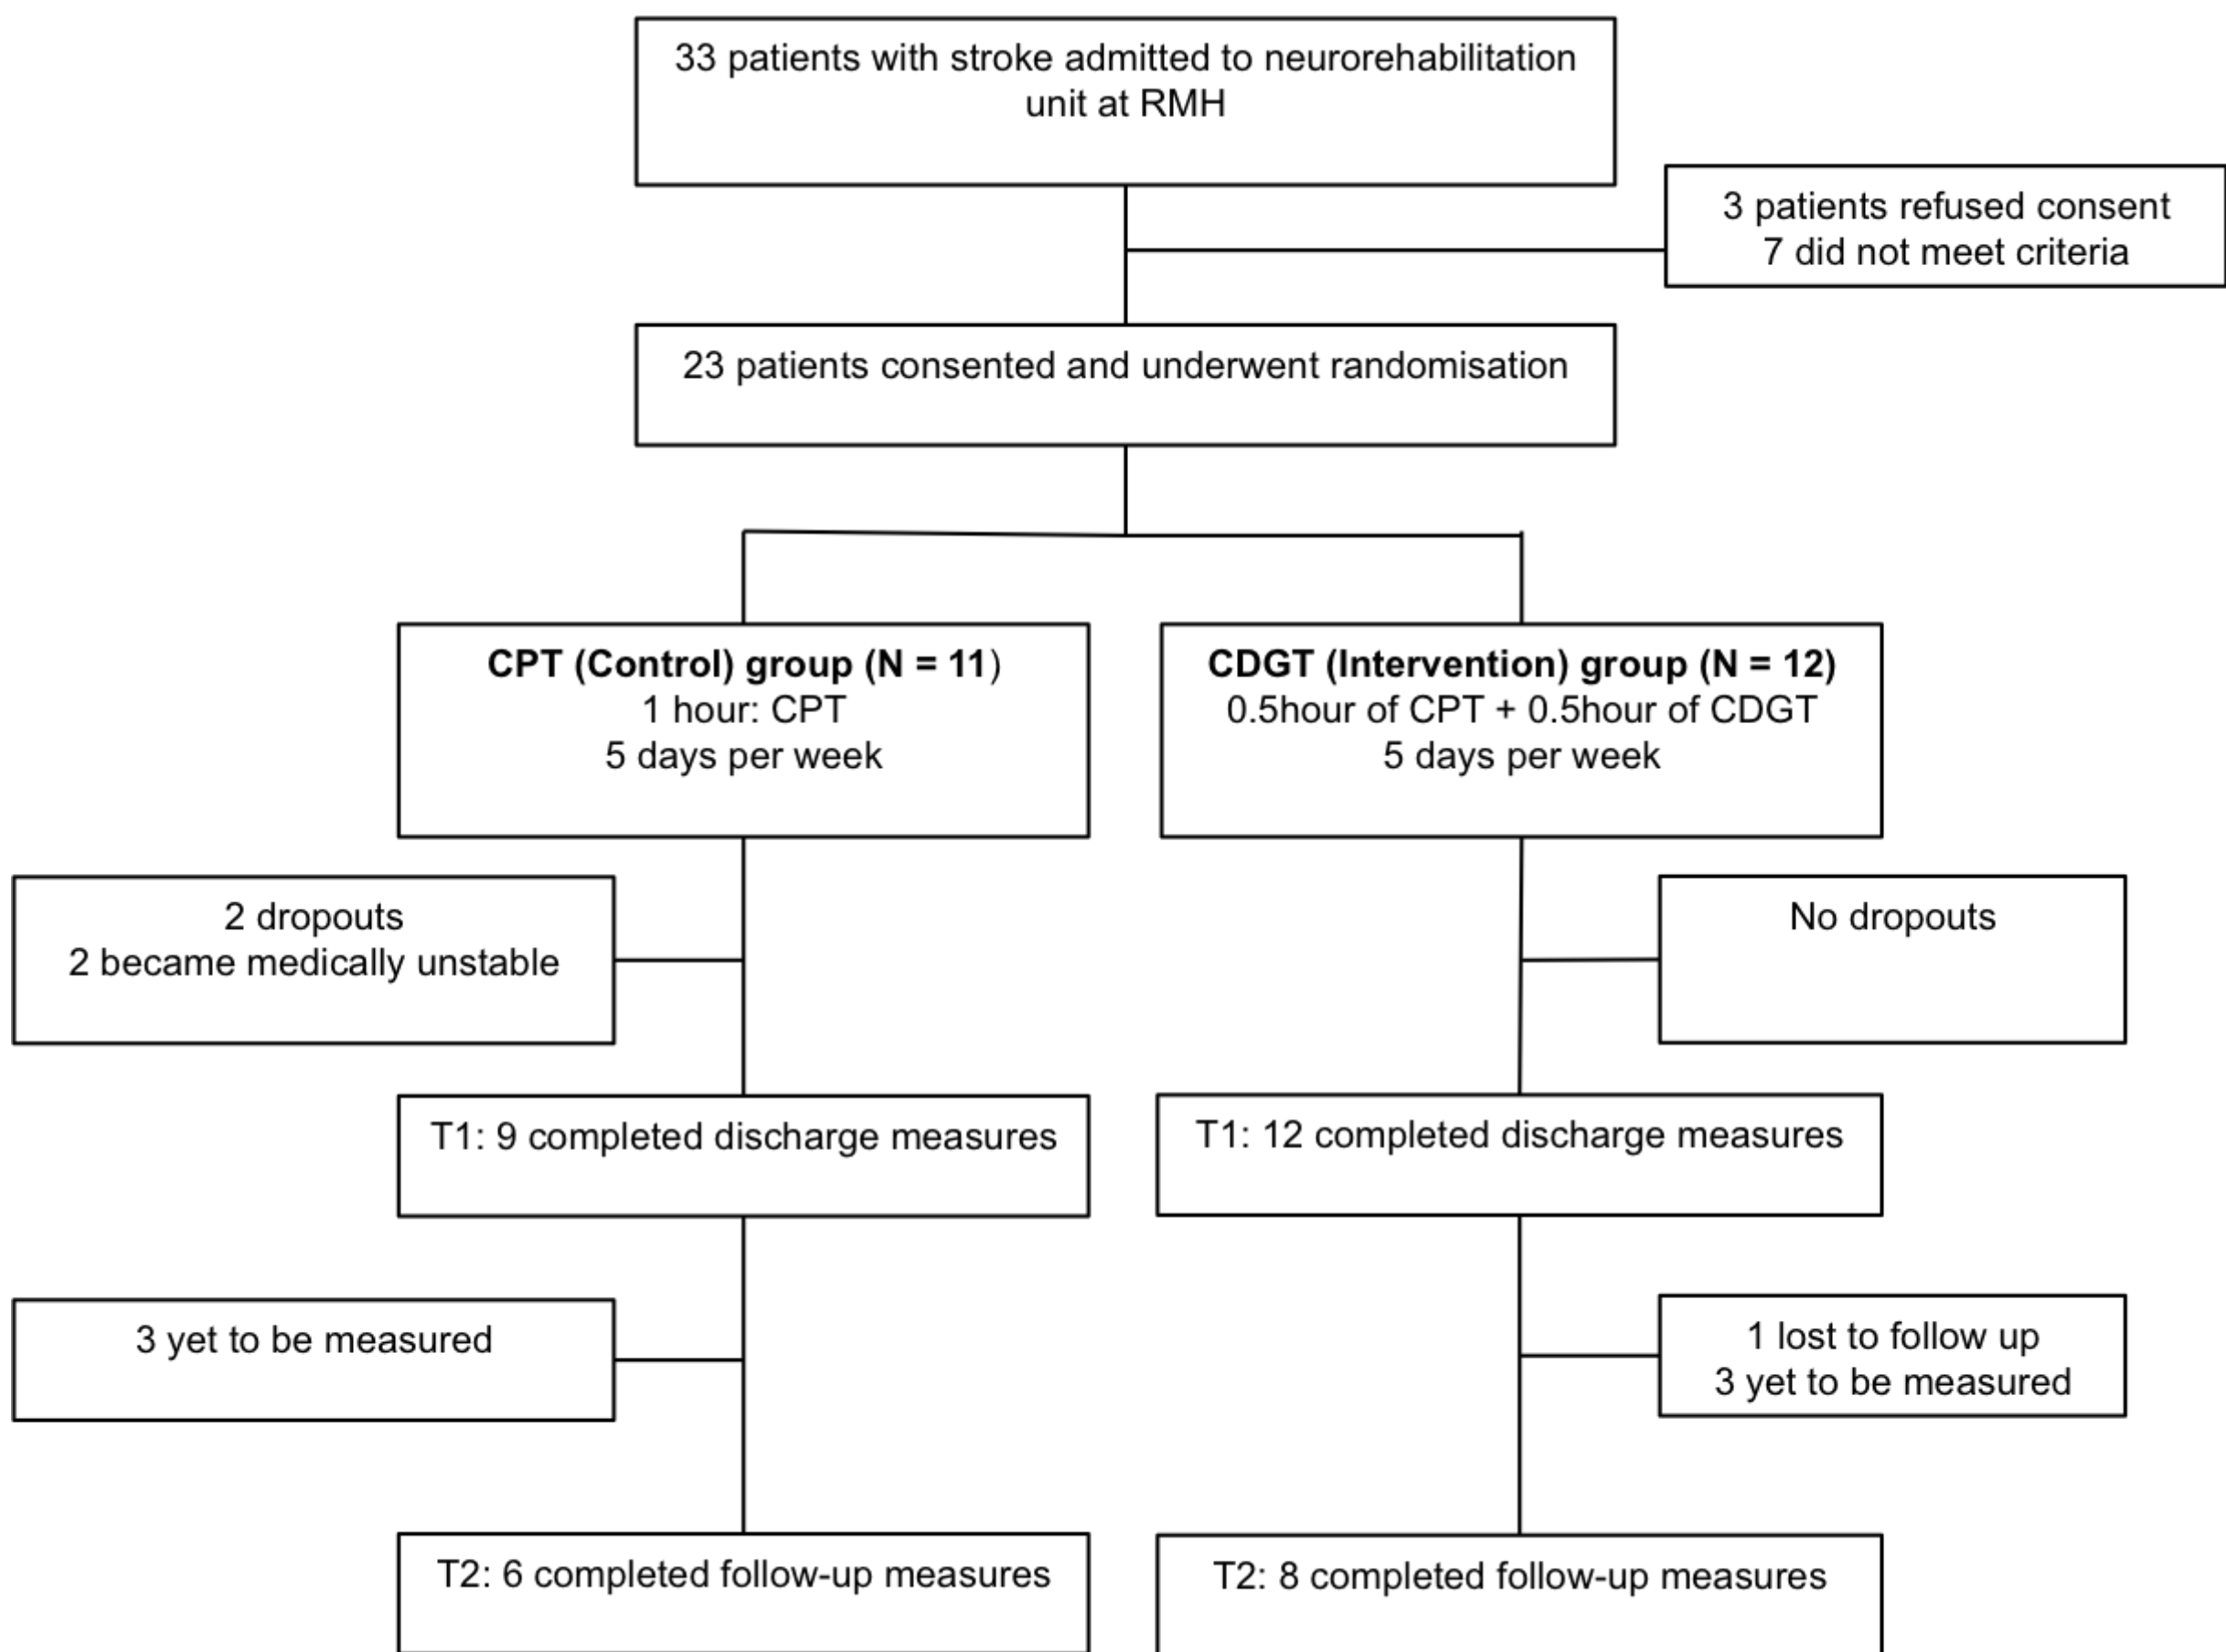 33 patients with stroke admitted to neurorehabilitation
unit at RMH
3 patients refused consent
7 did not meet criteria
23 patients consented and underwent randomisation
CPT (Control) group (N = 11)
1 hour: CPT
5 days per week
CDGT (Intervention) group (N = 12)
0.5hour of CPT + 0.5hour of CDGT
5 days per week
2 dropouts
2 became medically unstable
No dropouts
T1: 9 completed discharge measures
T1: 12 completed discharge measures
3 yet to be measured
1 lost to follow up
3 yet to be measured
T2: 6 completed follow-up measures
T2: 8 completed follow-up measures